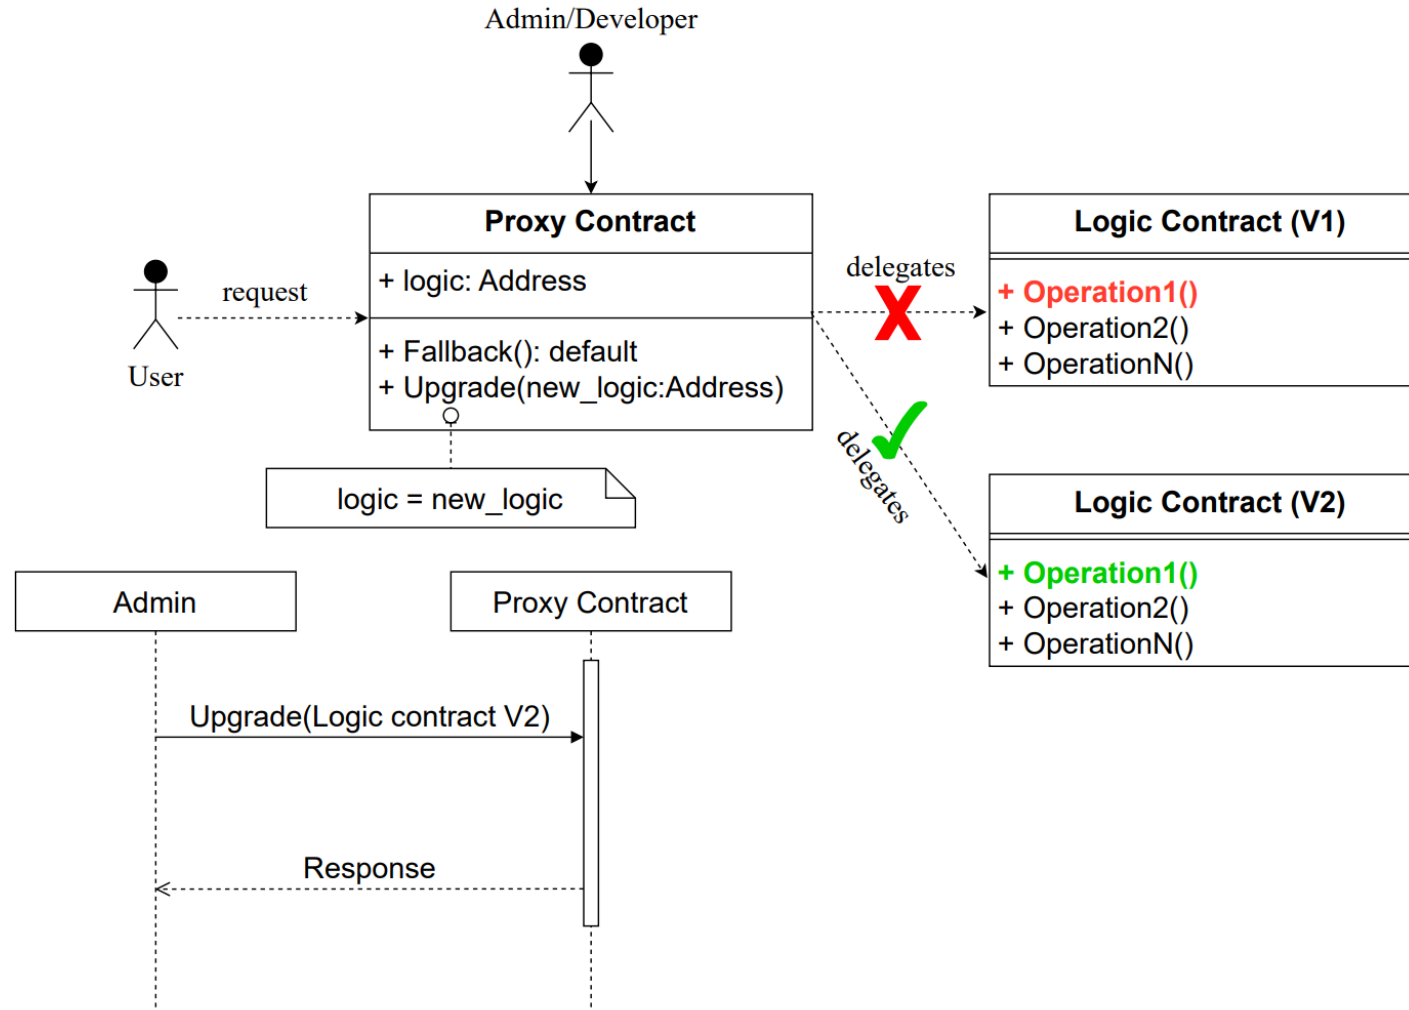 Admin/Developer
Proxy Contract
+ logic: Address
+ Fallback(): default
+ Upgrade(new_logic:Address)
logic = new_logic
request
User
delegates
X
Logic Contract (V1)
+ Operation1()
+ Operation2()
+ OperationN()
delegates
Logic Contract (V2)
+ Operation1()
+ Operation2()
+ OperationN()
Admin
Proxy Contract
Upgrade(Logic contract V2)
Response